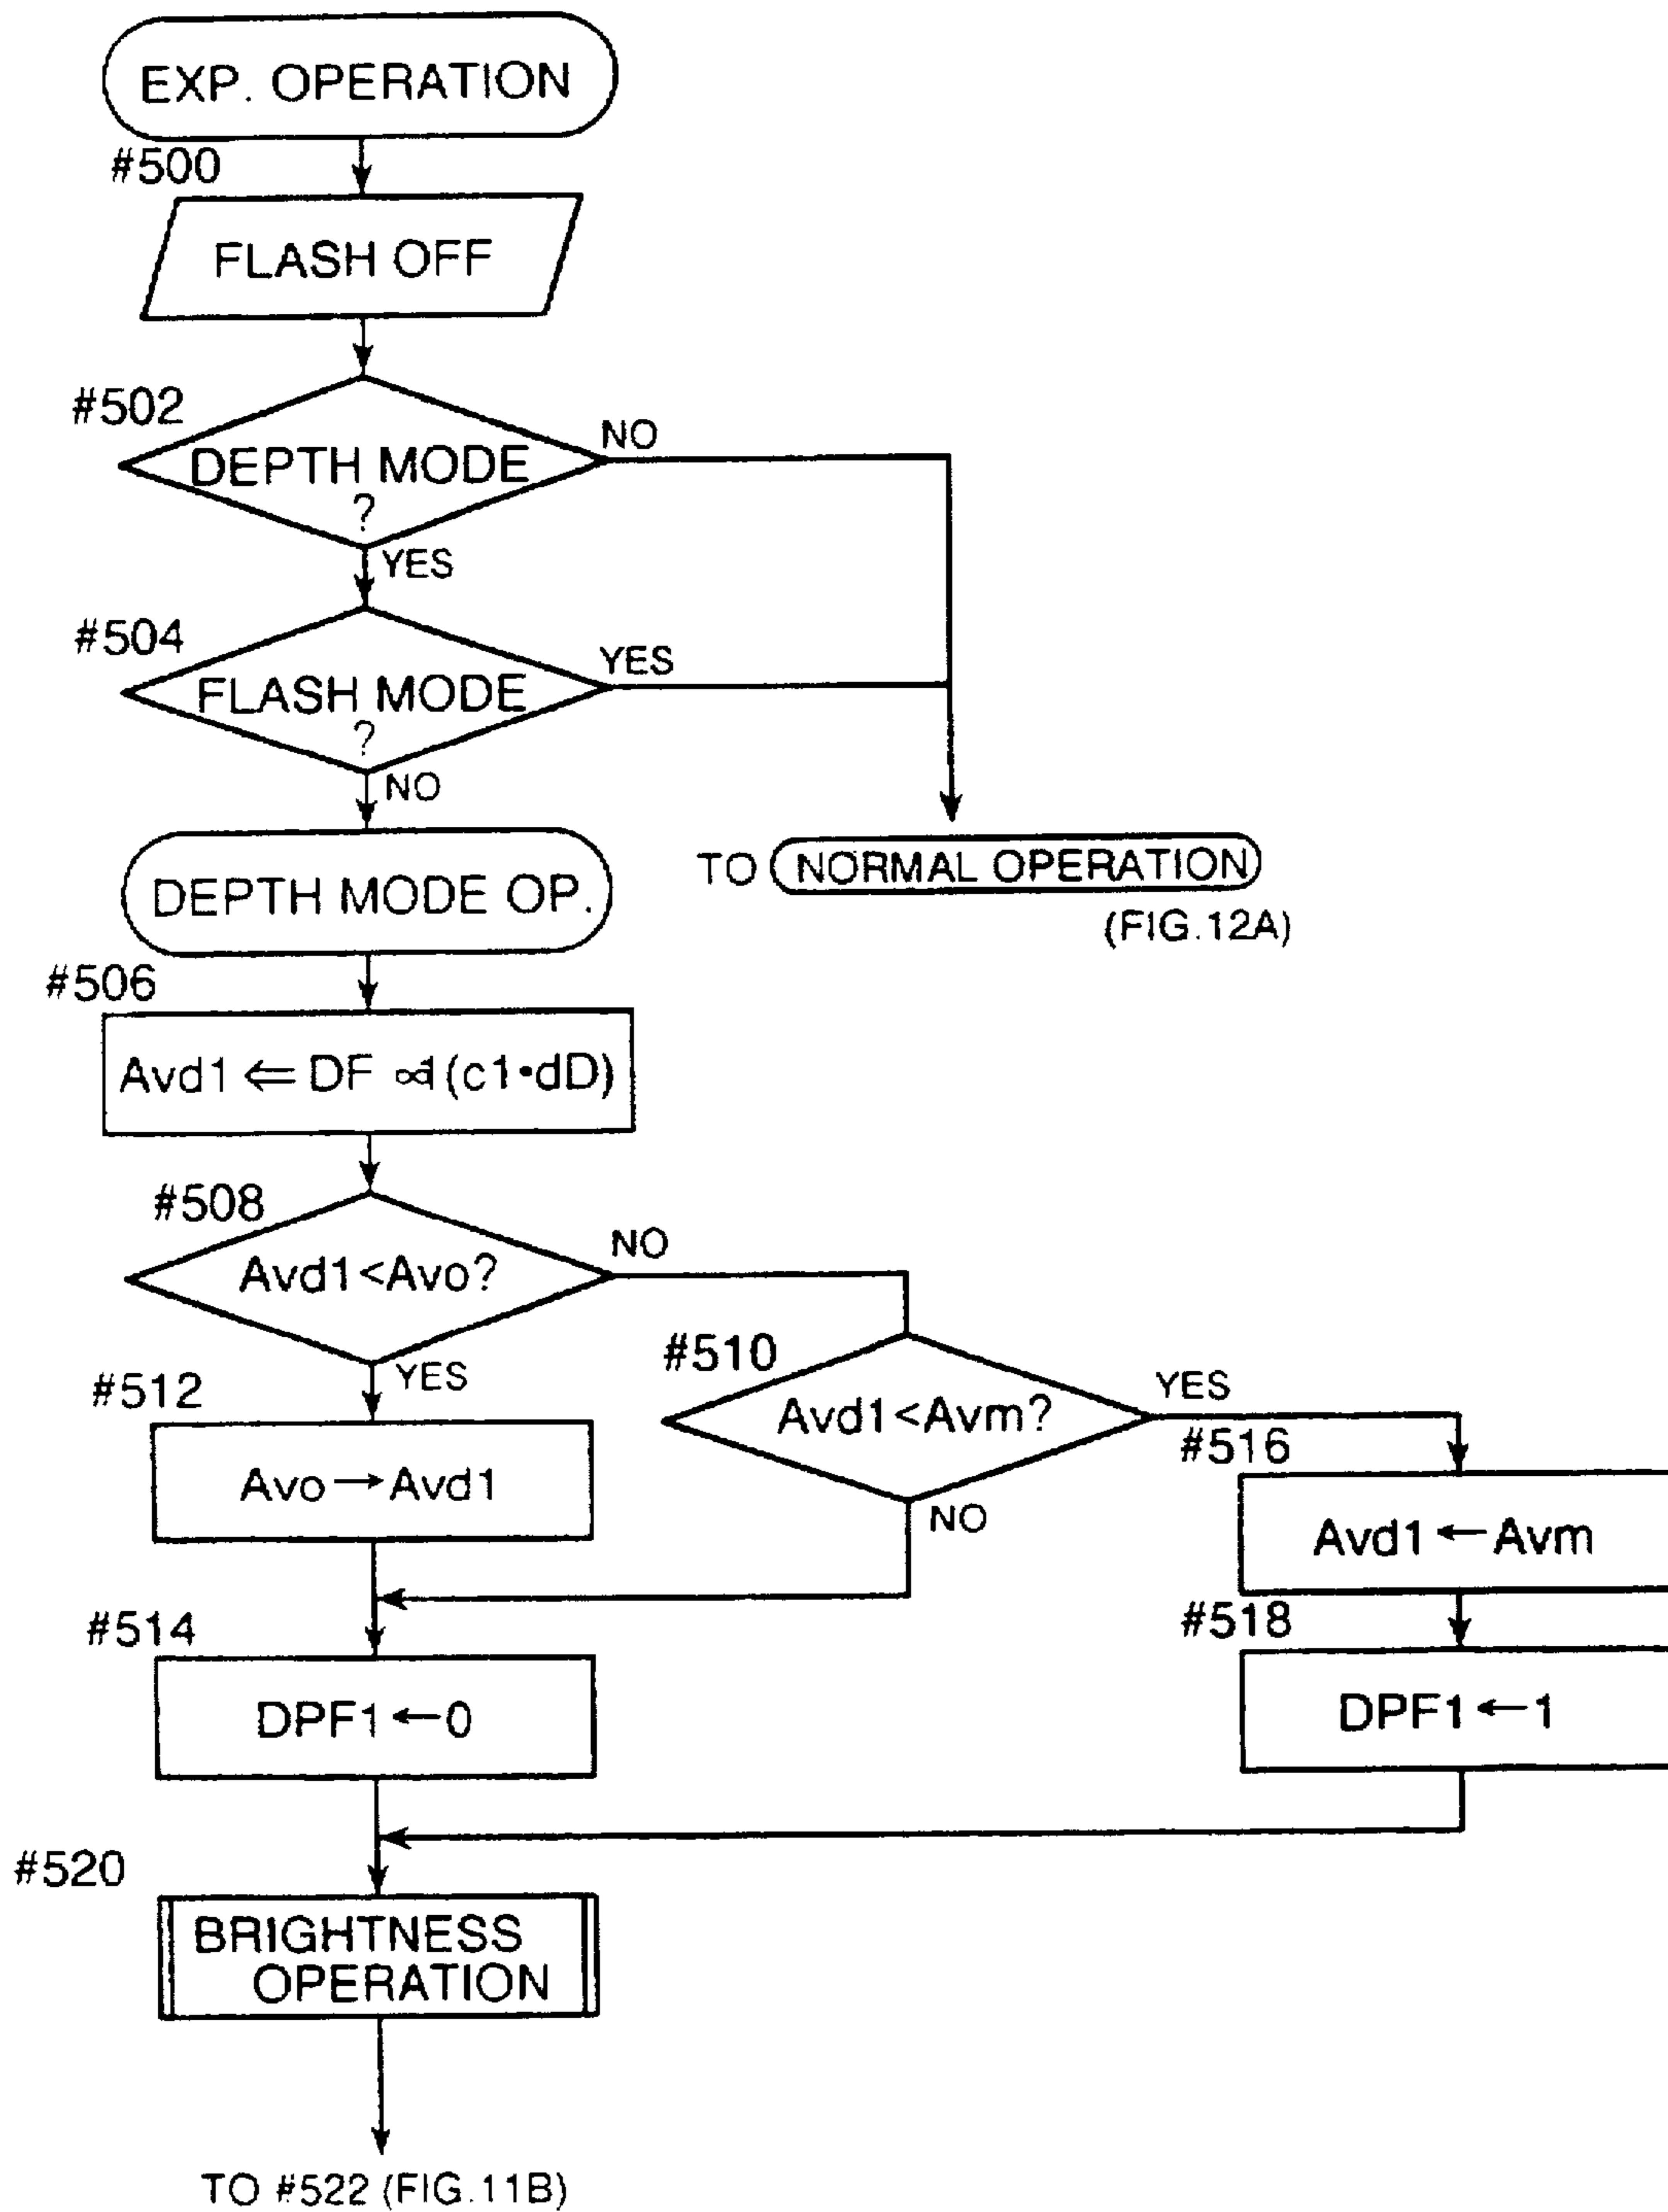 EXP. OPERATION
#500
FLASH OFF
#502
DEPTH MODE
?
NO
YES
#504
FLASH MODE
?
YES
NO
TO NORMAL OPERATION
(FIG.12A)
DEPTH MODE OP.
#506
Avd1 ⇐ DF ∝1(c1•dD)
#508
Avd1<Avo?
NO
YES
#510
Avd1<Avm?
YES
NO
#512
Avo → Avd1
#516
Avd1 ← Avm
#514
DPF1 ← 0
#518
DPF1 ← 1
#520
BRIGHTNESS
OPERATION
TO #522 (FIG.11B)